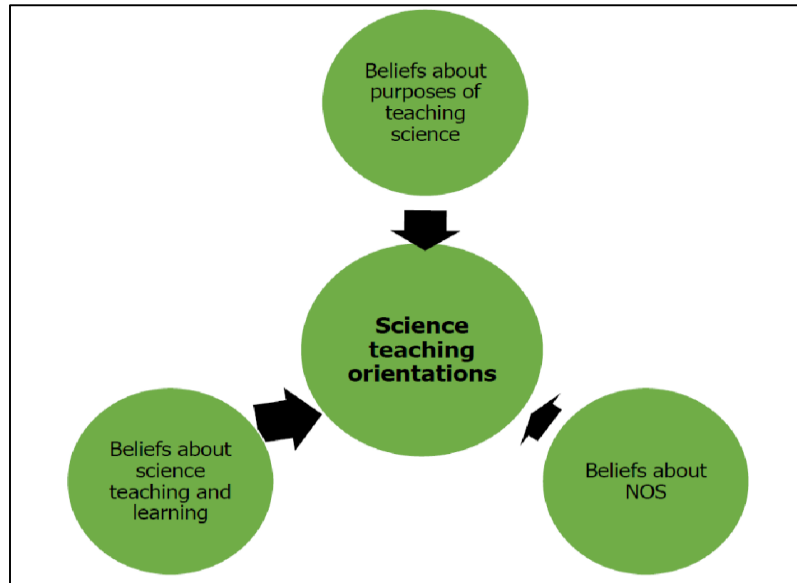 Beliefs about
purposes of
teaching
science
Science
teaching
orientations
Beliefs about
science
teaching and
learning
Beliefs about
NOS